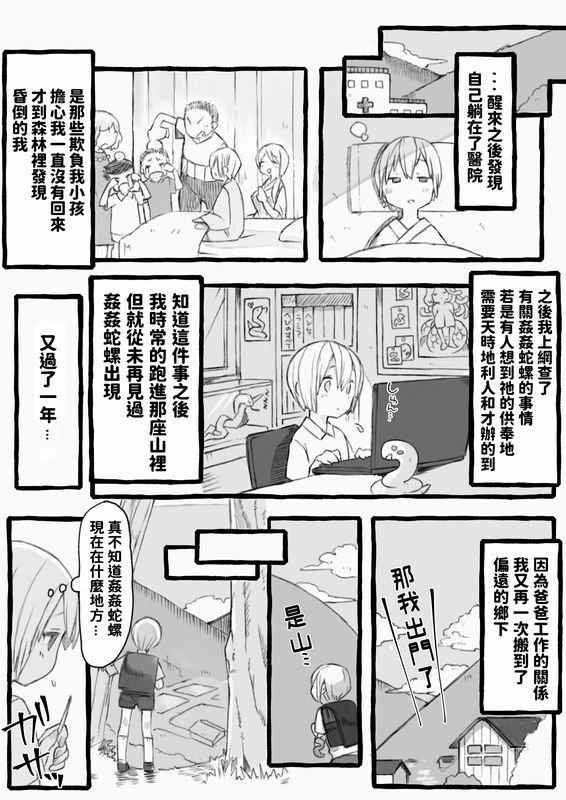 ...醒來之後發現
自己躺在了醫院
是那些欺負我小孩
擔心我一直沒有回來
才到森林裡發現
昏倒的我
之後我上網查了
有關姦姦蛇螺的事情
若是有人想到祂的供奉地
需要天時地利人和才辦的到
しゅん…
知道這件事之後
我時常的跑進那座山裡
但就從未再見過
姦姦蛇螺出現
又過了一年…
因為爸爸工作的關係
我又再一次搬到了
偏遠的鄉下
那我出門了
是山…
真不知道姦姦蛇螺
現在在什麼地方…
ガサ